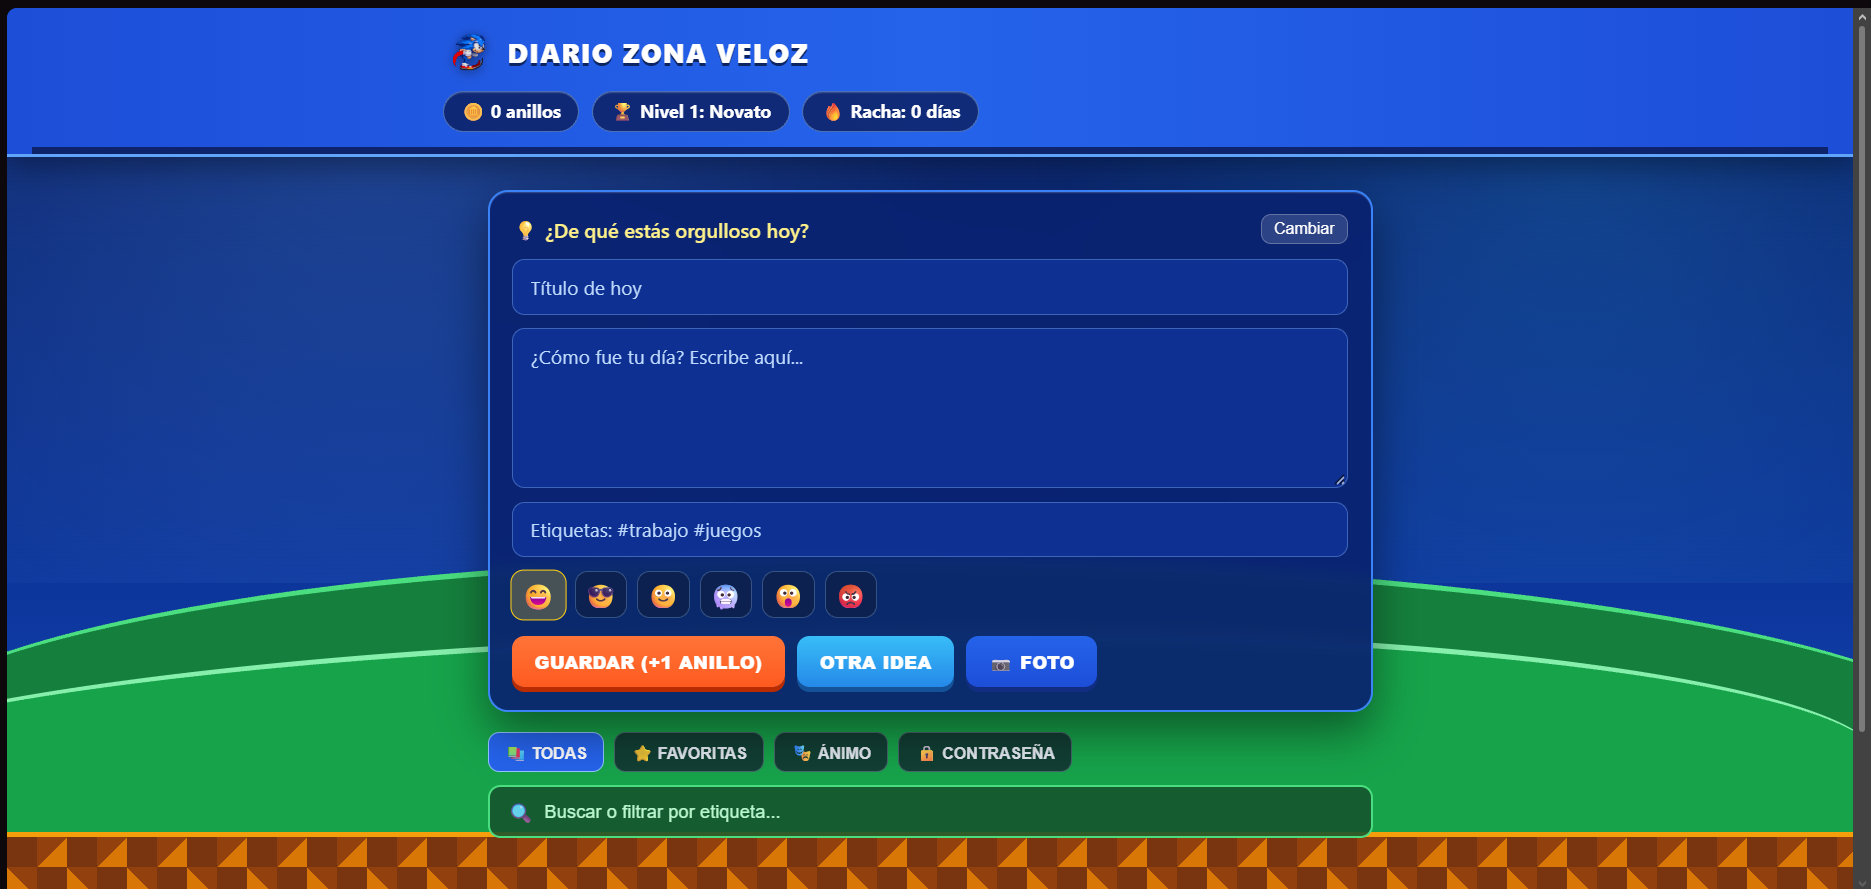 DIARIO ZONA VELOZ
0 anillos
Nivel 1: Novato
Racha: 0 días
¿De qué estás orgulloso hoy?
Cambiar
Título de hoy
¿Cómo fue tu día? Escribe aquí...
Etiquetas: #trabajo #juegos
GUARDAR (+1 ANILLO)
OTRA IDEA
FOTO
TODAS
FAVORITAS
ÁNIMO
CONTRASEÑA
Buscar o filtrar por etiqueta...